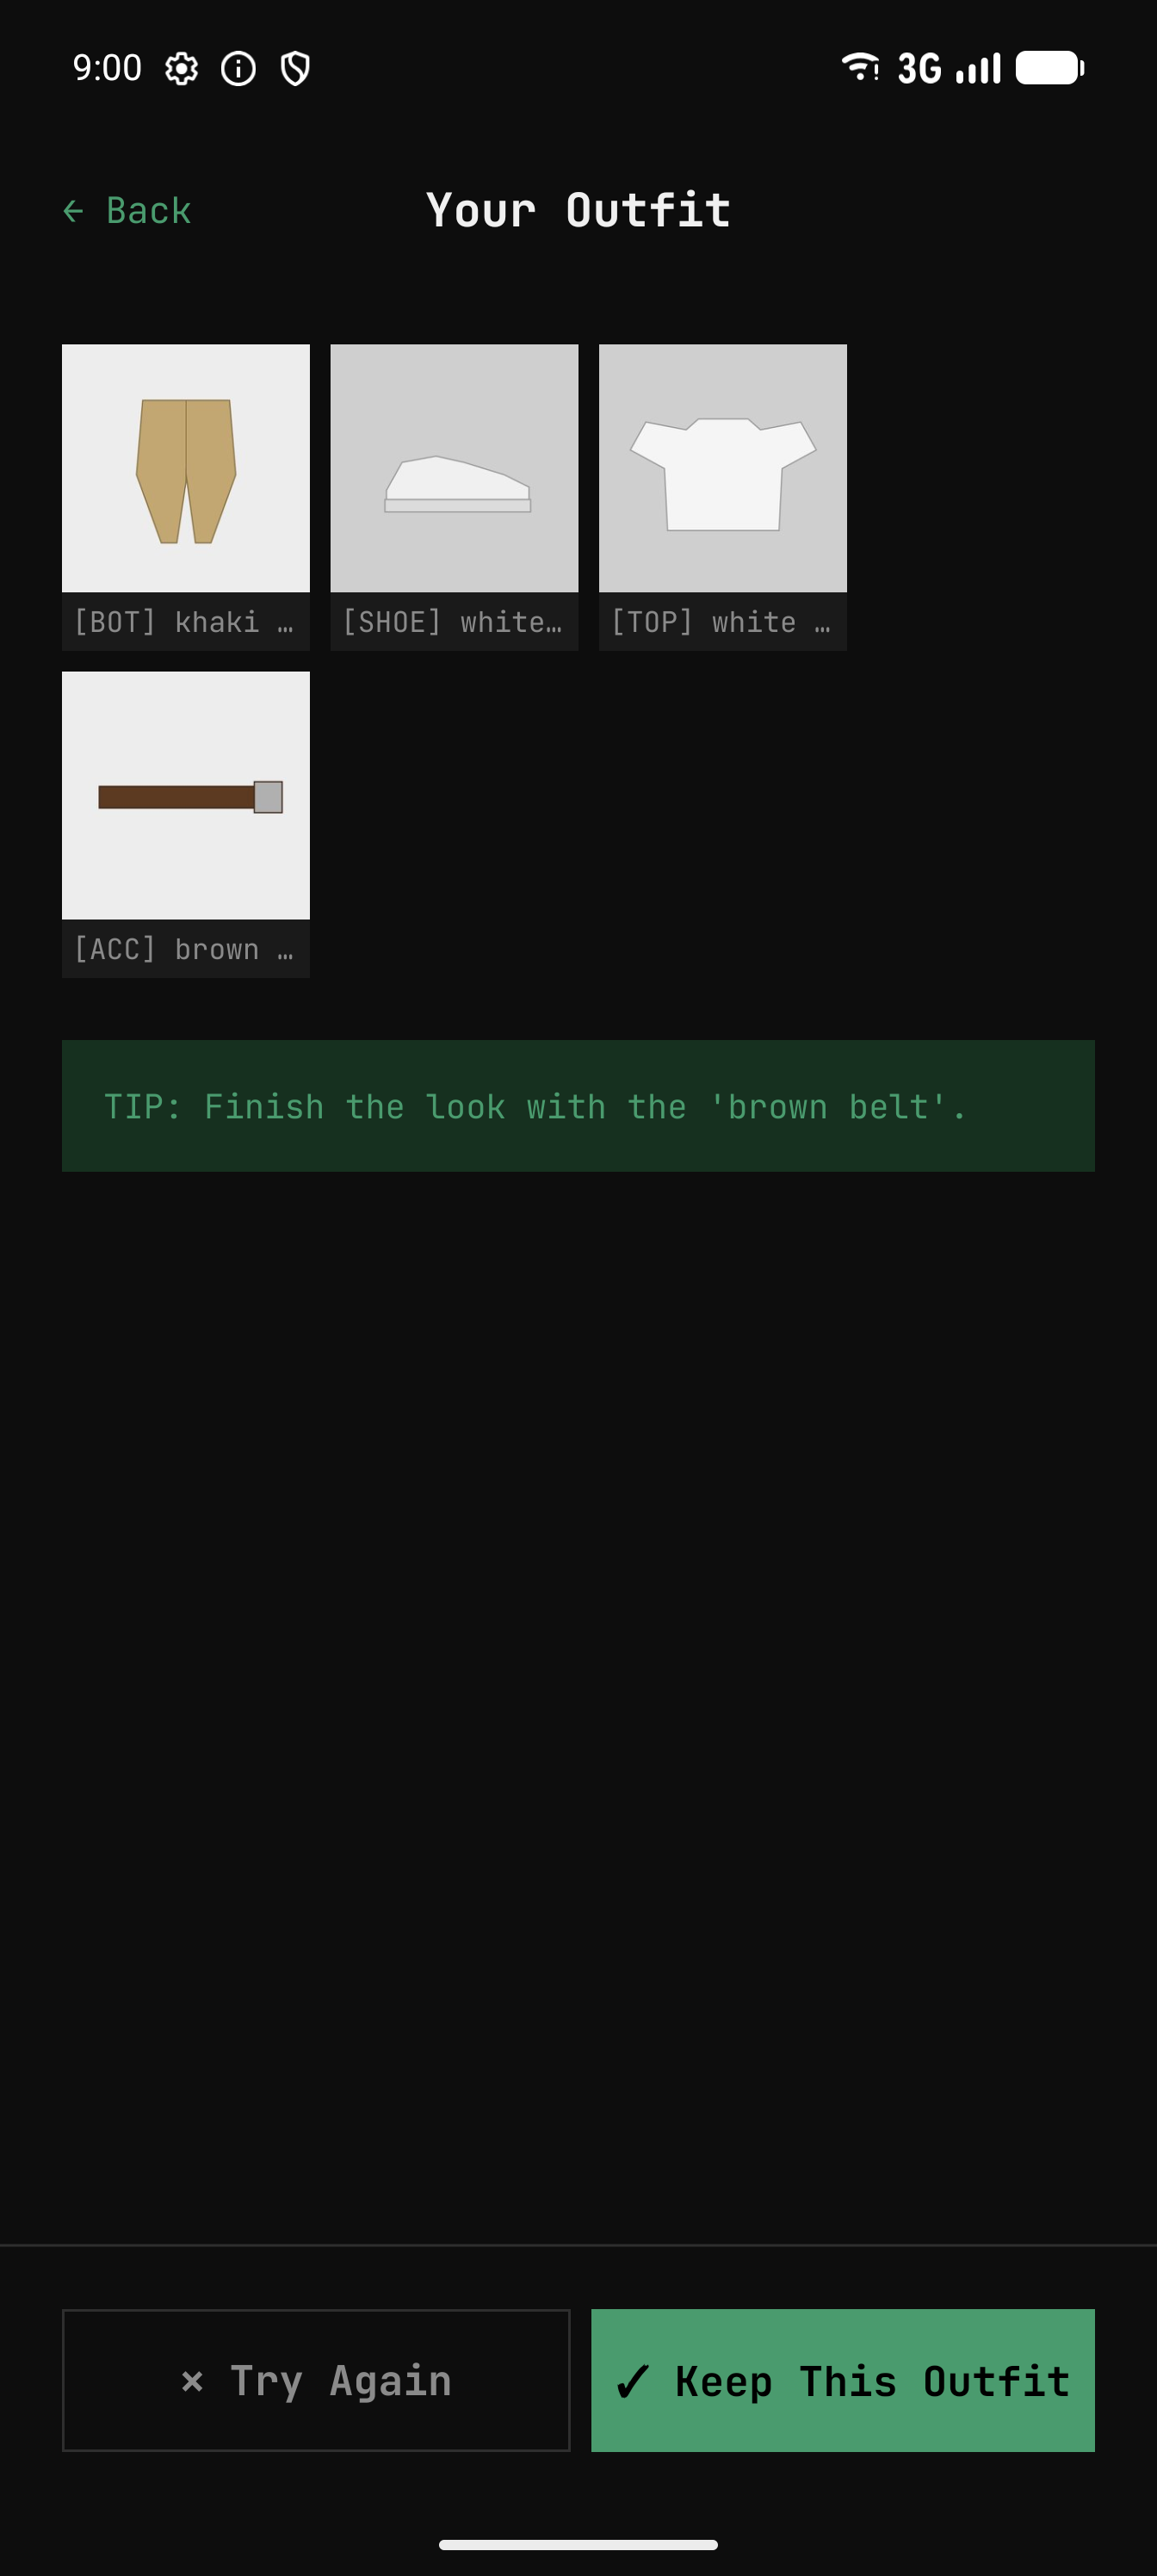 9:00 3G
← Back Your Outfit
[BOT] khaki … [SHOE] white… [TOP] white …
[ACC] brown …
TIP: Finish the look with the 'brown belt'.
× Try Again ✓ Keep This Outfit